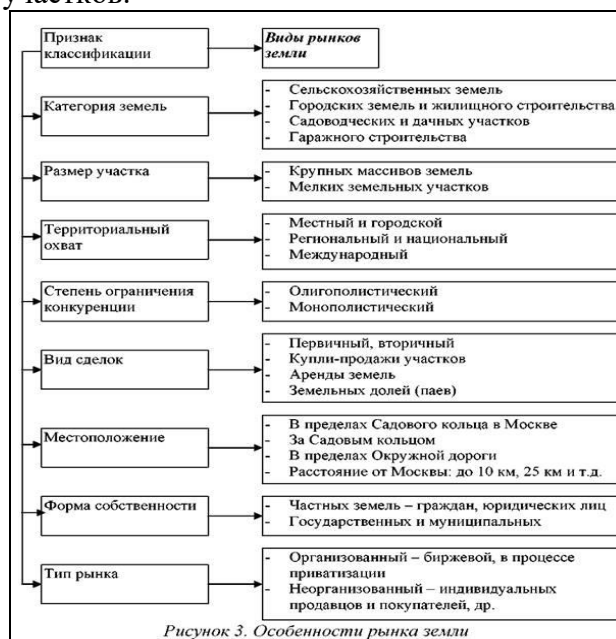 участков.
Признак
классификации
Виды рынков
земли
Категория земель
- Сельскохозяйственных земель
- Городских земель и жилищного строительства
- Садоводческих и дачных участков
- Гаражного строительства
Размер участка
- Крупных массивов земель
- Мелких земельных участков
Территориальный
охват
- Местный и городской
- Региональный и национальный
- Международный
Степень ограничения
конкуренции
- Олигополистический
- Монополистический
Вид сделок
- Первичный, вторичный
- Купли-продажи участков
- Аренды земель
- Земельных долей (паев)
Местоположение
- В пределах Садового кольца в Москве
- За Садовым кольцом
- В пределах Окружной дороги
- Расстояние от Москвы: до 10 км, 25 км и т.д.
Форма собственности
- Частных земель – граждан, юридических лиц
- Государственных и муниципальных
Тип рынка
- Организованный – биржевой, в процессе
приватизации
- Неорганизованный – индивидуальных
продавцов и покупателей, др.
Рисунок 3. Особенности рынка земли